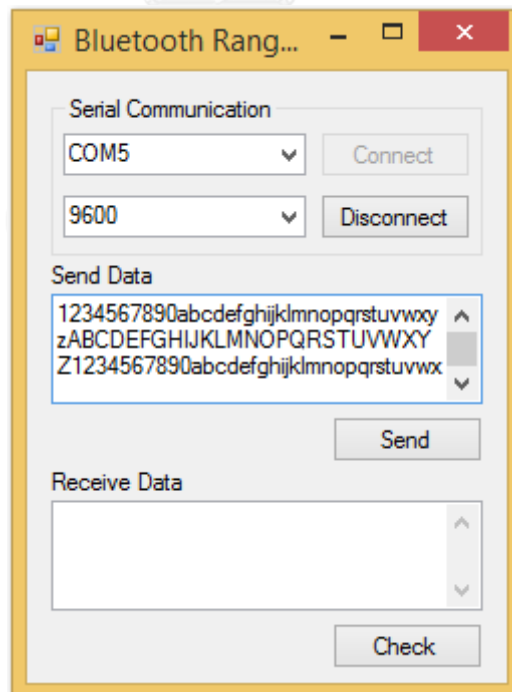 Bluetooth Rang...
Serial Communication
COM5
Connect
9600
Disconnect
Send Data
1234567890abcdefghijklmnopqrstuvwxy
zABCDEFGHIJKLMNOPQRSTUVWXY
Z1234567890abcdefghijklmnopqrstuvwx
Send
Receive Data
Check